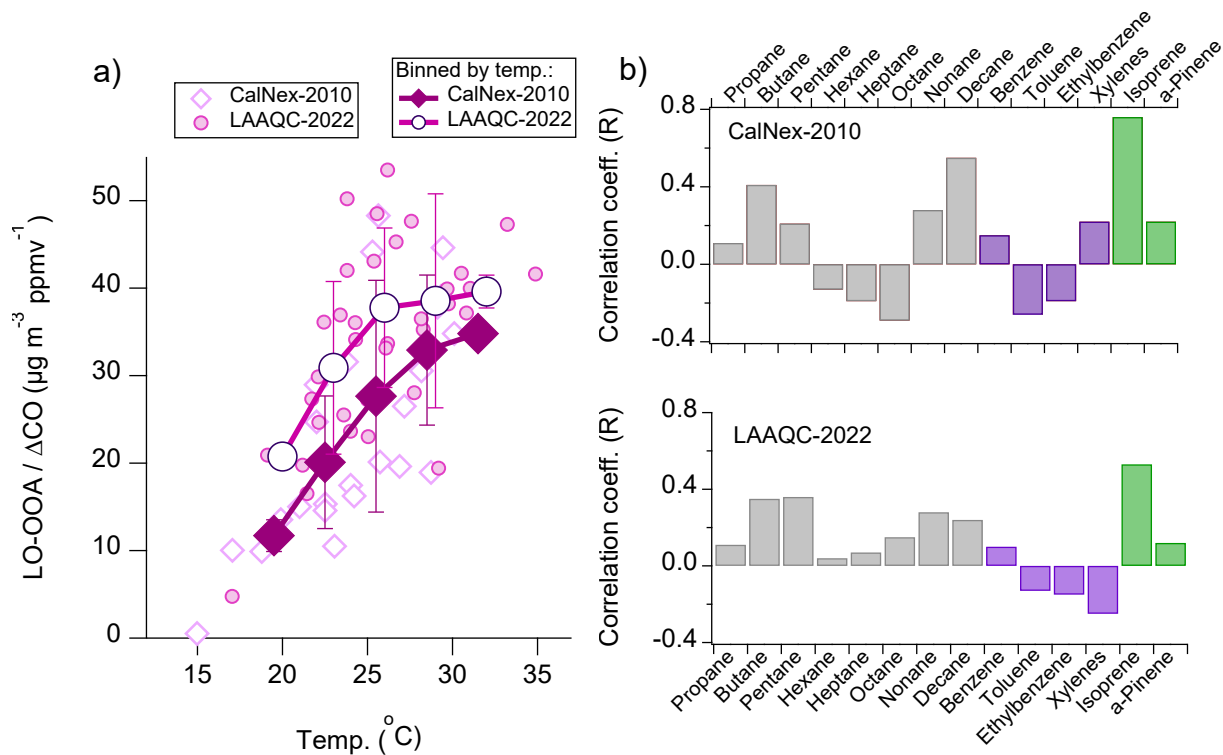 a)
CalNex-2010
LAAQC-2022
Binned by temp.:
CalNex-2010
LAAQC-2022
LO-OOA / ΔCO (µg m⁻³ ppmv⁻¹)
50
40
30
20
10
0
15
20
25
30
35
Temp. (°C)
b)
Propane
Butane
Pentane
Hexane
Heptane
Octane
Nonane
Decane
Benzene
Toluene
Ethylbenzene
Xylenes
Isoprene
a-Pinene
Correlation coeff. (R)
0.8
0.4
0.0
-0.4
CalNex-2010
Correlation coeff. (R)
0.8
0.4
0.0
-0.4
LAAQC-2022
Propane
Butane
Pentane
Hexane
Heptane
Octane
Nonane
Decane
Benzene
Toluene
Ethylbenzene
Xylenes
Isoprene
a-Pinene